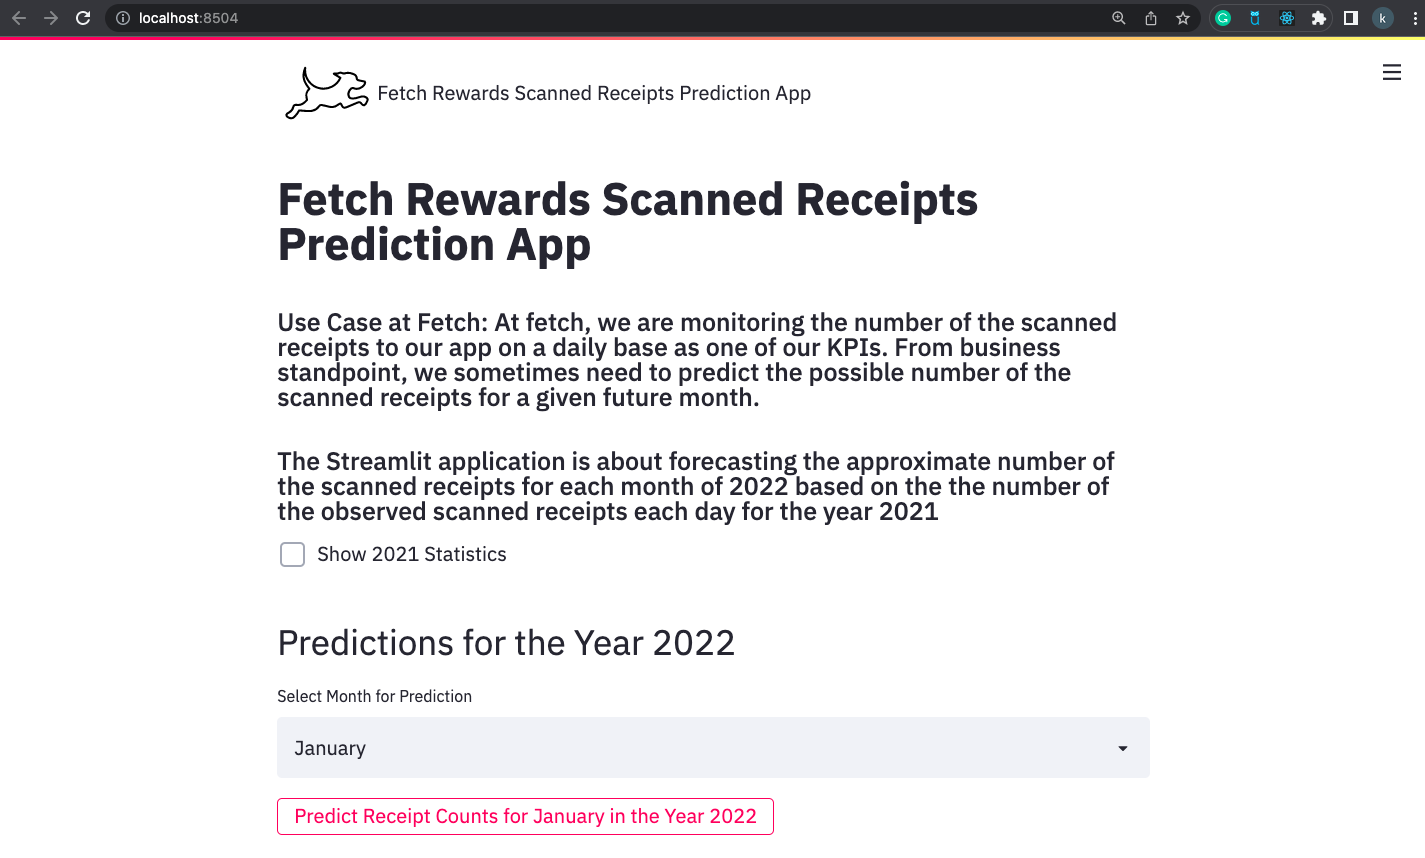 localhost:8504
k
Fetch Rewards Scanned Receipts Prediction App
Fetch Rewards Scanned Receipts
Prediction App
Use Case at Fetch: At fetch, we are monitoring the number of the scanned
receipts to our app on a daily base as one of our KPIs. From business
standpoint, we sometimes need to predict the possible number of the
scanned receipts for a given future month.
The Streamlit application is about forecasting the approximate number of
the scanned receipts for each month of 2022 based on the the number of
the observed scanned receipts each day for the year 2021
Show 2021 Statistics
Predictions for the Year 2022
Select Month for Prediction
January
Predict Receipt Counts for January in the Year 2022